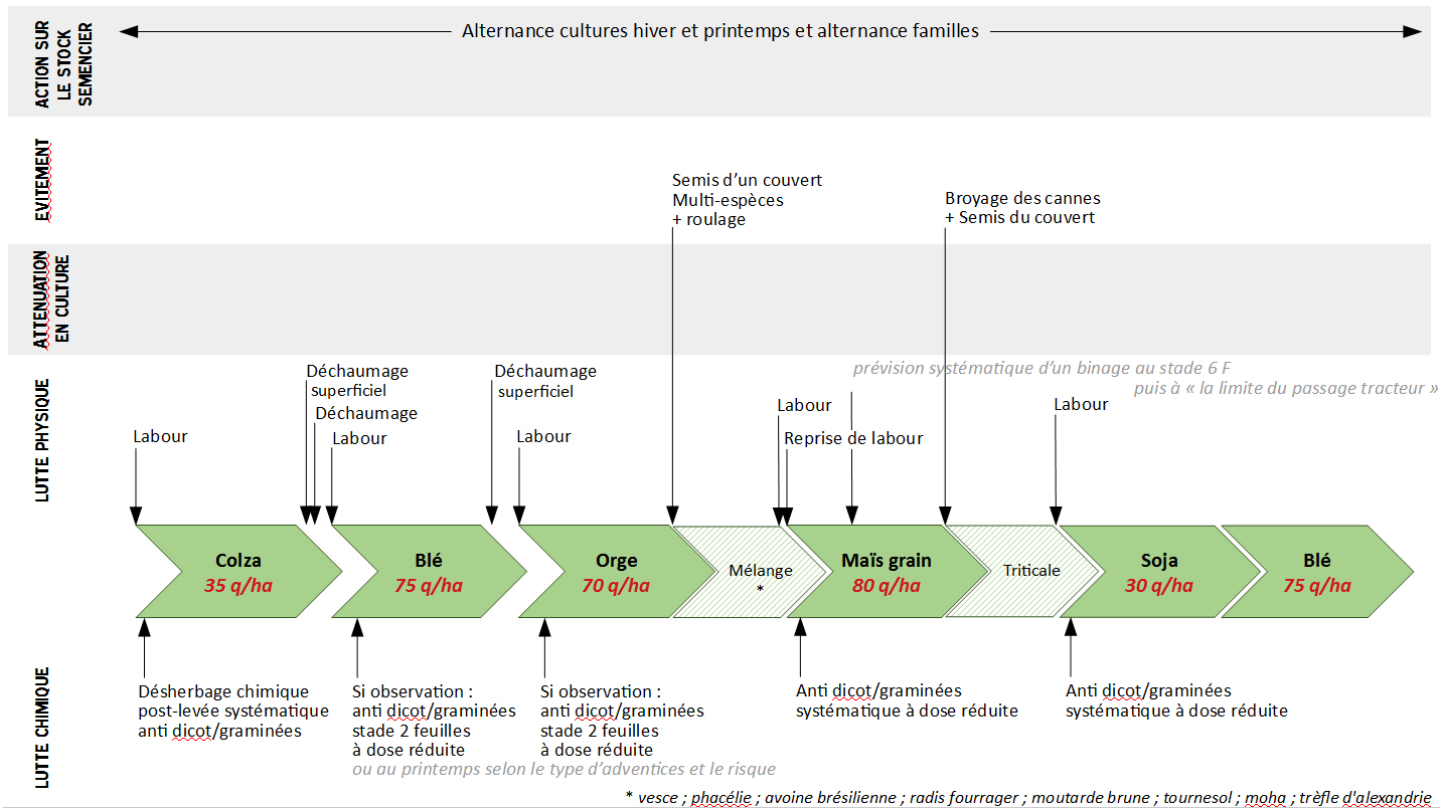 ACTION SUR
LE STOCK
SEMENCIER
Alternance cultures hiver et printemps et alternance familles
EVITEMENT
Semis d'un couvert
Multi-espèces
+ roulage
Broyage des cannes
+ Semis du couvert
ATTENUATION
EN CULTURE
LUTTE PHYSIQUE
Labour
Déchaumage
superficiel
Déchaumage
Labour
Déchaumage
superficiel
Labour
Labour
Reprise de labour
prévision systématique d'un binage au stade 6 F
puis à « la limite du passage tracteur »
Labour
Colza
35 q/ha
Blé
75 q/ha
Orge
70 q/ha
Mélange
*
Maïs grain
80 q/ha
Triticale
Soja
30 q/ha
Blé
75 q/ha
LUTTE CHIMIQUE
Désherbage chimique
post-levée systématique
anti dicot/graminées
Si observation :
anti dicot/graminées
stade 2 feuilles
à dose réduite
Si observation :
anti dicot/graminées
stade 2 feuilles
à dose réduite
ou au printemps selon le type d'adventices et le risque
Anti dicot/graminées
systématique à dose réduite
Anti dicot/graminées
systématique à dose réduite
* vesce ; phacélie ; avoine brésilienne ; radis fourrager ; moutarde brune ; tournesol ; moha ; trèfle d'alexandrie